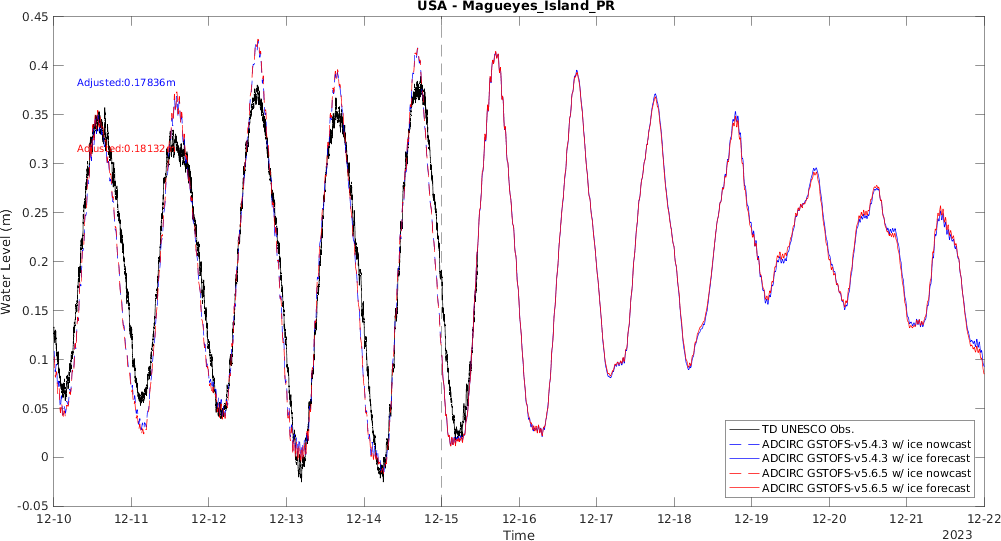 USA - Magueyes_Island_PR
0.45
0.4
0.35
0.3
0.25
0.2
0.15
0.1
0.05
0
-0.05
Water Level (m)
Adjusted:0.17836m
Adjusted:0.18132m
TD UNESCO Obs.
ADCIRC GSTOFS-v5.4.3 w/ ice nowcast
ADCIRC GSTOFS-v5.4.3 w/ ice forecast
ADCIRC GSTOFS-v5.6.5 w/ ice nowcast
ADCIRC GSTOFS-v5.6.5 w/ ice forecast
12-10 12-11 12-12 12-13 12-14 12-15 12-16 12-17 12-18 12-19 12-20 12-21 12-22
Time
2023